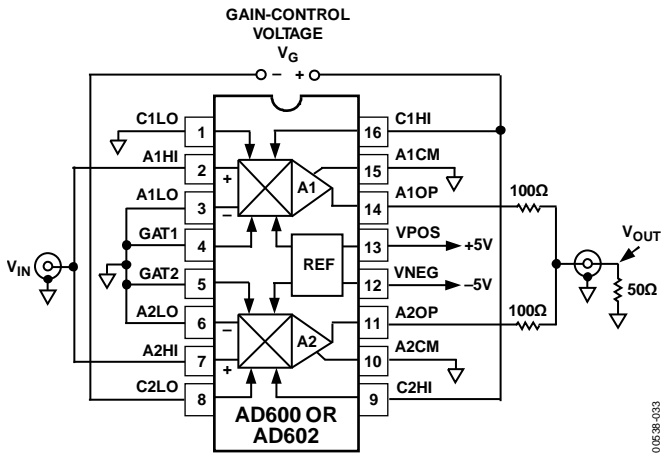 GAIN-CONTROL
VOLTAGE
VG
− +
C1LO 1 16 C1HI
A1HI 2 + A1 15 A1CM
A1LO 3 − 14 A1OP 100Ω
GAT1 4 REF 13 VPOS +5V
VIN
VOUT
GAT2 5 12 VNEG −5V
50Ω
A2LO 6 − A2 11 A2OP 100Ω
A2HI 7 + 10 A2CM
C2LO 8 9 C2HI
AD600 OR
AD602
00538-033